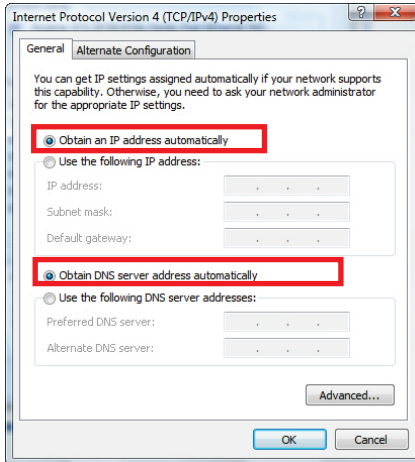 Internet Protocol Version 4 (TCP/IPv4) Properties
General
Alternate Configuration
You can get IP settings assigned automatically if your network supports
this capability. Otherwise, you need to ask your network administrator
for the appropriate IP settings.
Obtain an IP address automatically
Use the following IP address:
IP address:
Subnet mask:
Default gateway:
Obtain DNS server address automatically
Use the following DNS server addresses:
Preferred DNS server:
Alternate DNS server:
Advanced...
OK
Cancel